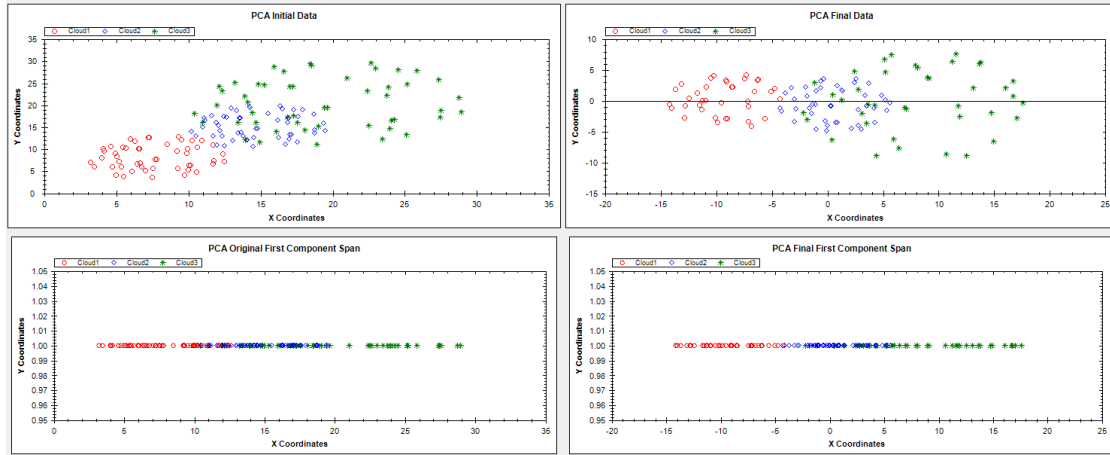 PCA Initial Data
Cloud1 Cloud2 Cloud3
Y Coordinates
35
30
25
20
15
10
5
0
0 5 10 15 20 25 30 35
X Coordinates
PCA Final Data
Cloud1 Cloud2 Cloud3
Y Coordinates
10
5
0
-5
-10
-15
-20 -15 -10 -5 0 5 10 15 20 25
X Coordinates
PCA Original First Component Span
Cloud1 Cloud2 Cloud3
Y Coordinates
1.05
1.04
1.03
1.02
1.01
1.00
0.99
0.98
0.97
0.96
0.95
0 5 10 15 20 25 30 35
X Coordinates
PCA Final First Component Span
Cloud1 Cloud2 Cloud3
Y Coordinates
1.05
1.04
1.03
1.02
1.01
1.00
0.99
0.98
0.97
0.96
0.95
-20 -15 -10 -5 0 5 10 15 20 25
X Coordinates